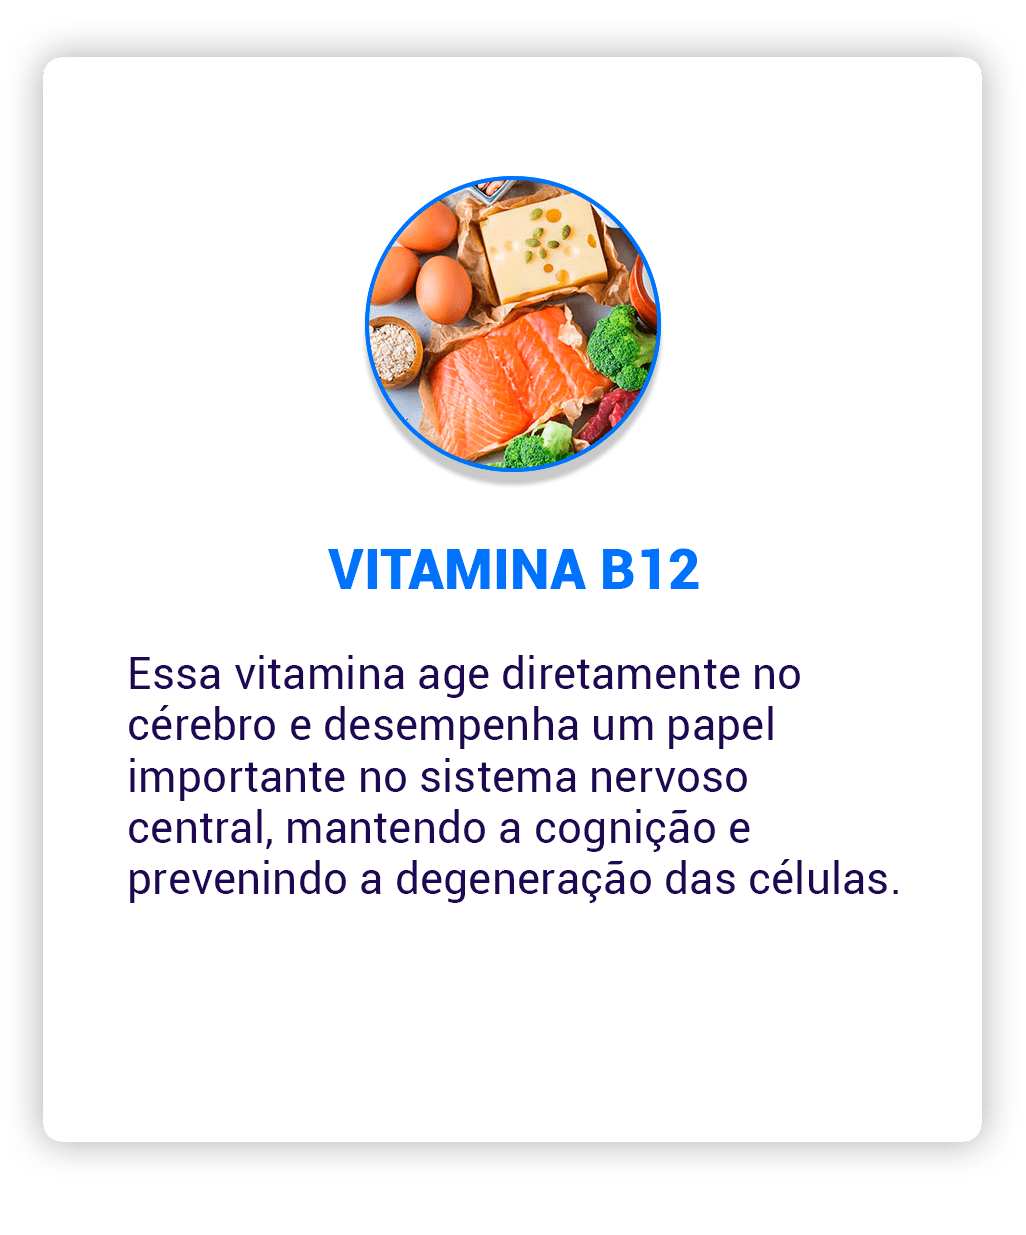 VITAMINA B12
Essa vitamina age diretamente no
cérebro e desempenha um papel
importante no sistema nervoso
central, mantendo a cognição e
prevenindo a degeneração das células.